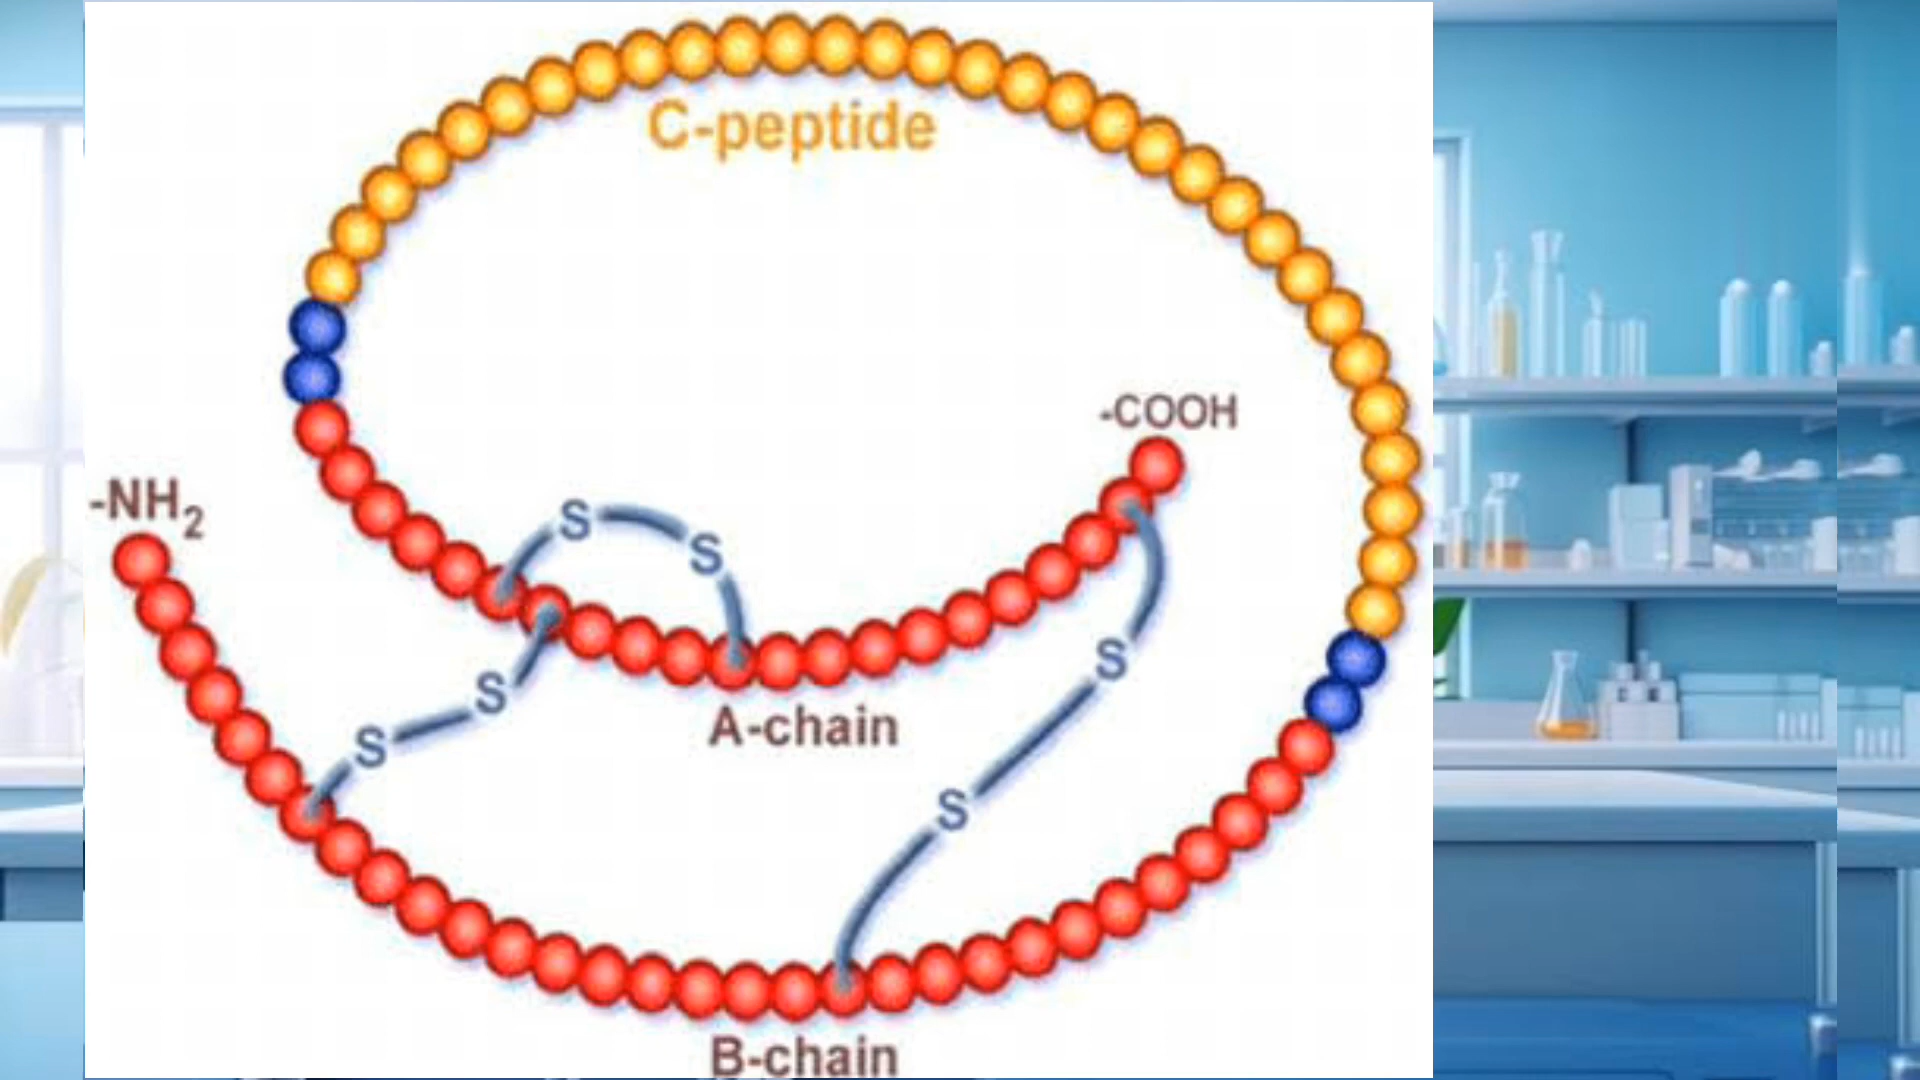 C-peptide
-COOH
-NH₂
S
S
S
S
A-chain
S
S
B-chain